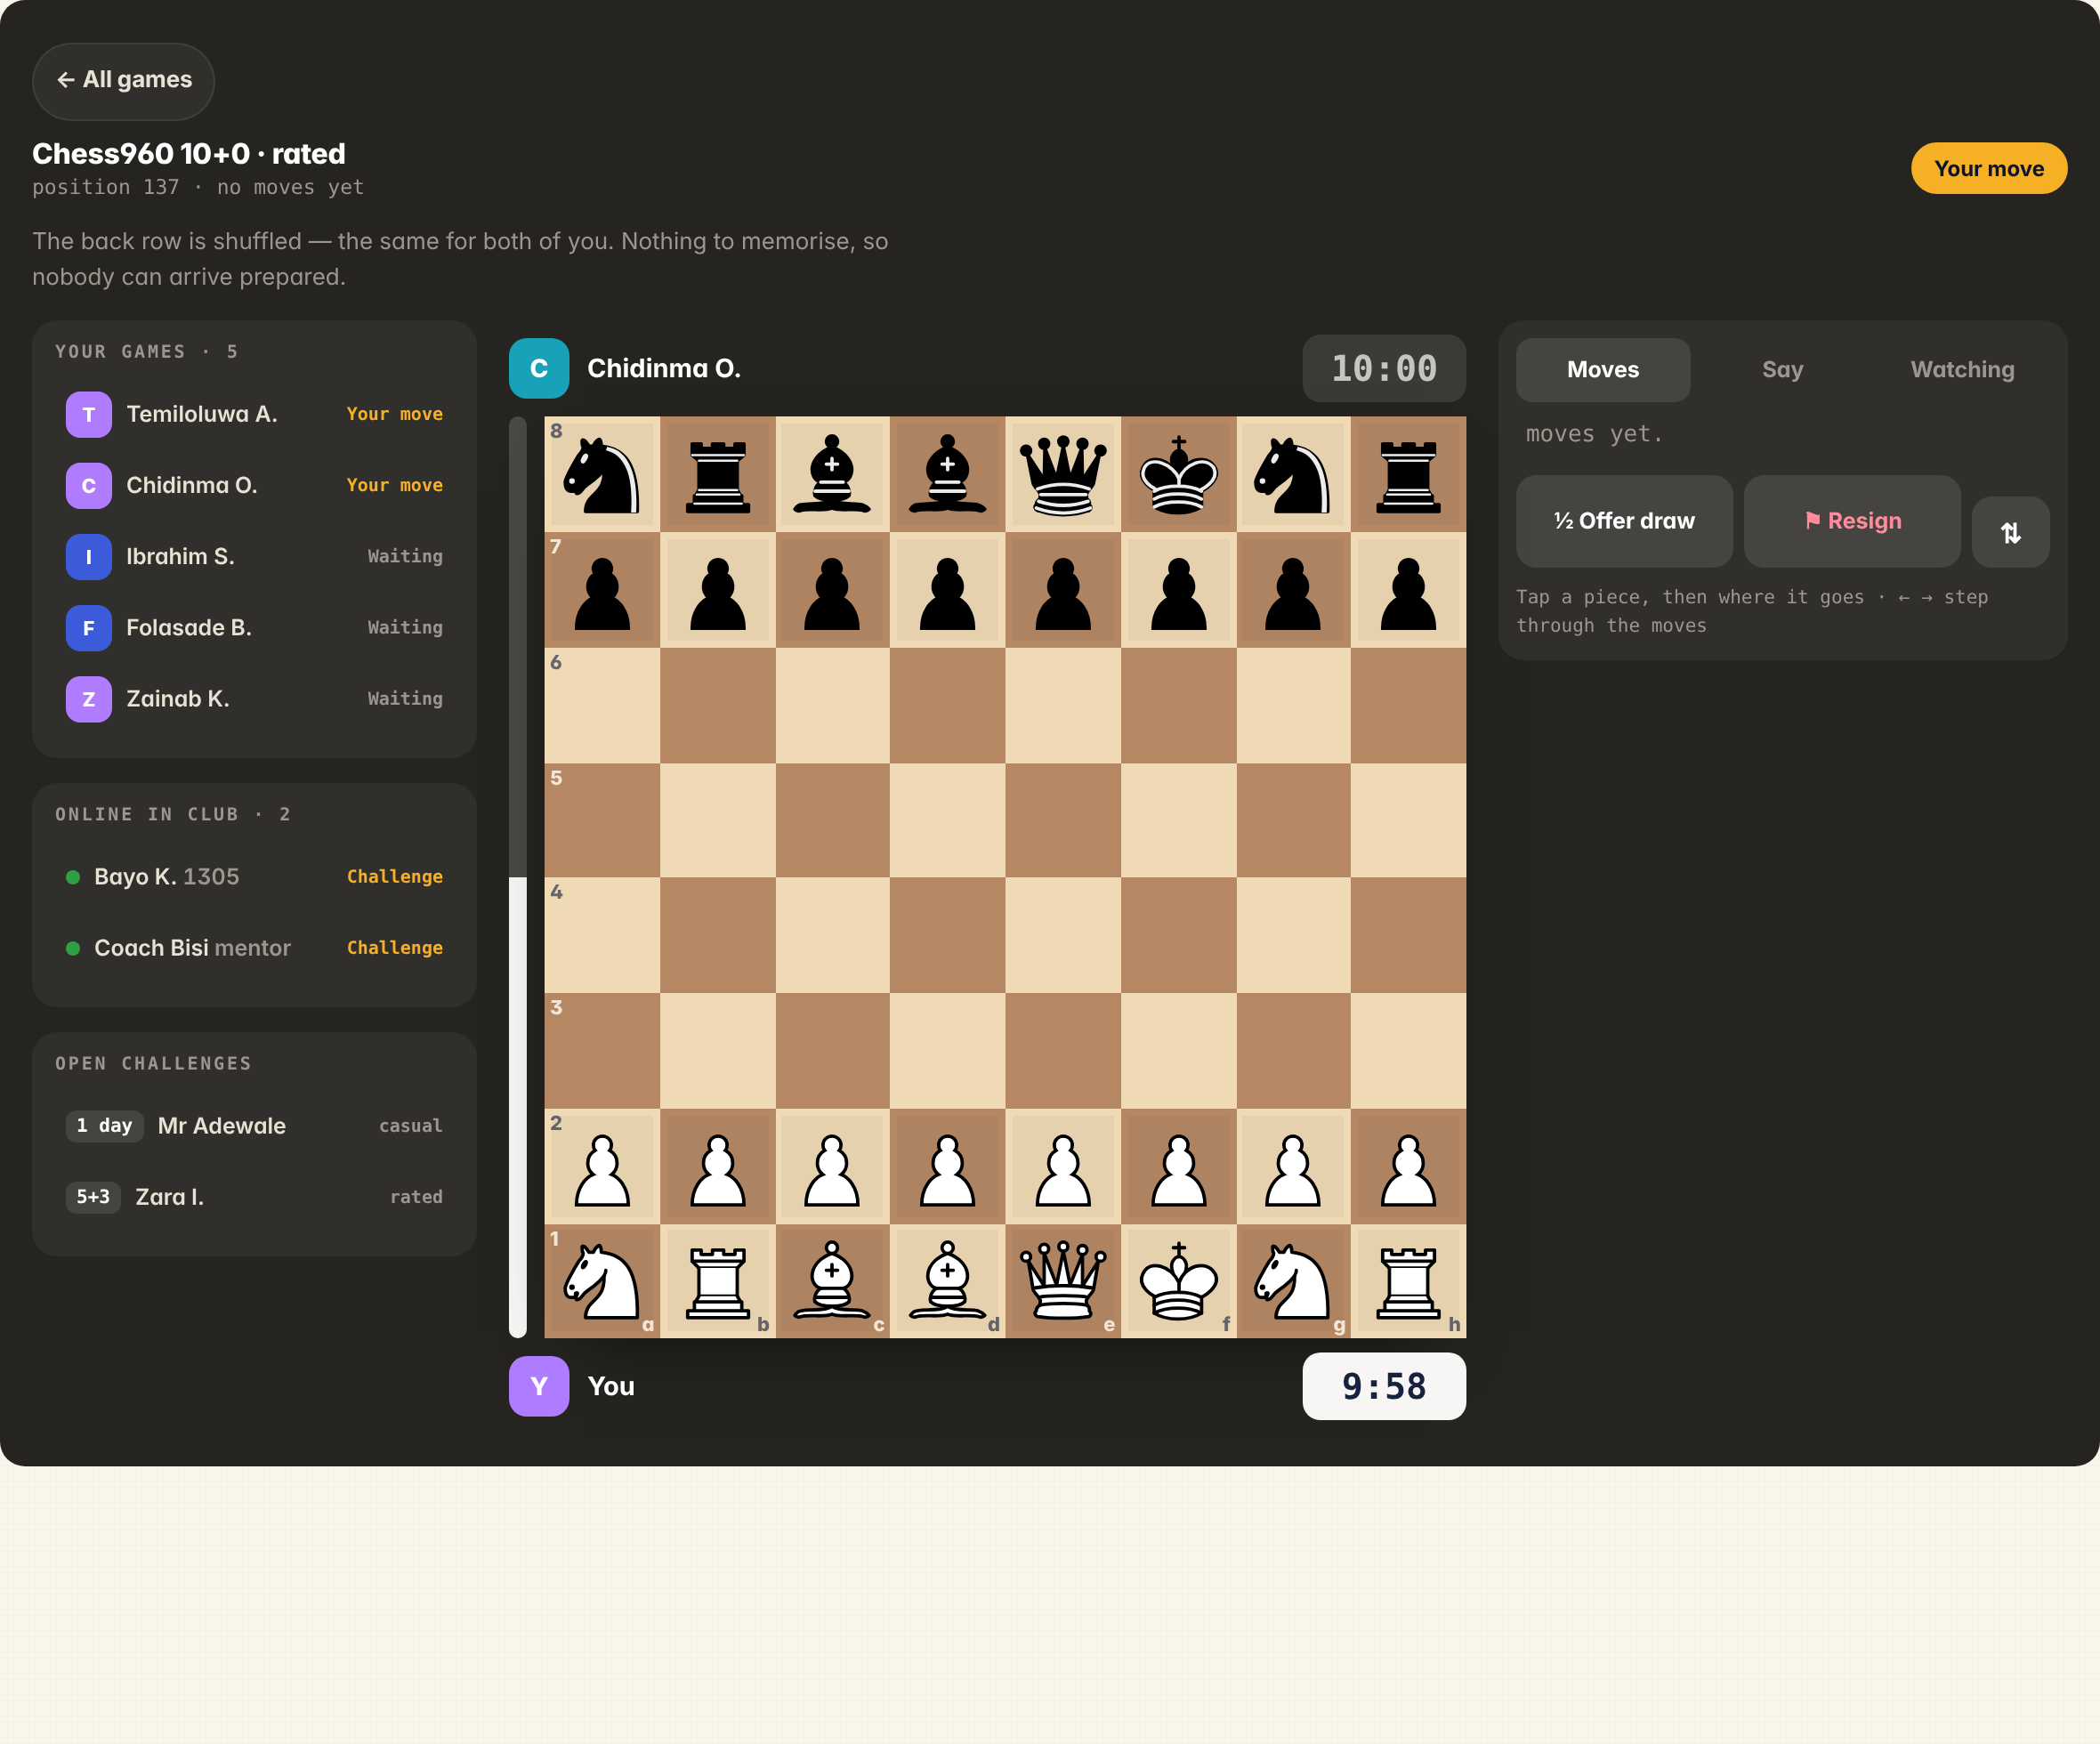 ← All games
Chess960 10+0 · rated
position 137 · no moves yet
Your move
The back row is shuffled — the same for both of you. Nothing to memorise, so
nobody can arrive prepared.
YOUR GAMES · 5
T Temiloluwa A. Your move
C Chidinma O. Your move
I Ibrahim S. Waiting
F Folasade B. Waiting
Z Zainab K. Waiting
ONLINE IN CLUB · 2
Bayo K. 1305 Challenge
Coach Bisi mentor Challenge
OPEN CHALLENGES
1 day Mr Adewale casual
5+3 Zara I. rated
C Chidinma O. 10:00
8
7
6
5
4
3
2
1
a b c d e f g h
Y You 9:58
Moves Say Watching
moves yet.
½ Offer draw ⚑ Resign ⇅
Tap a piece, then where it goes · ← → step
through the moves